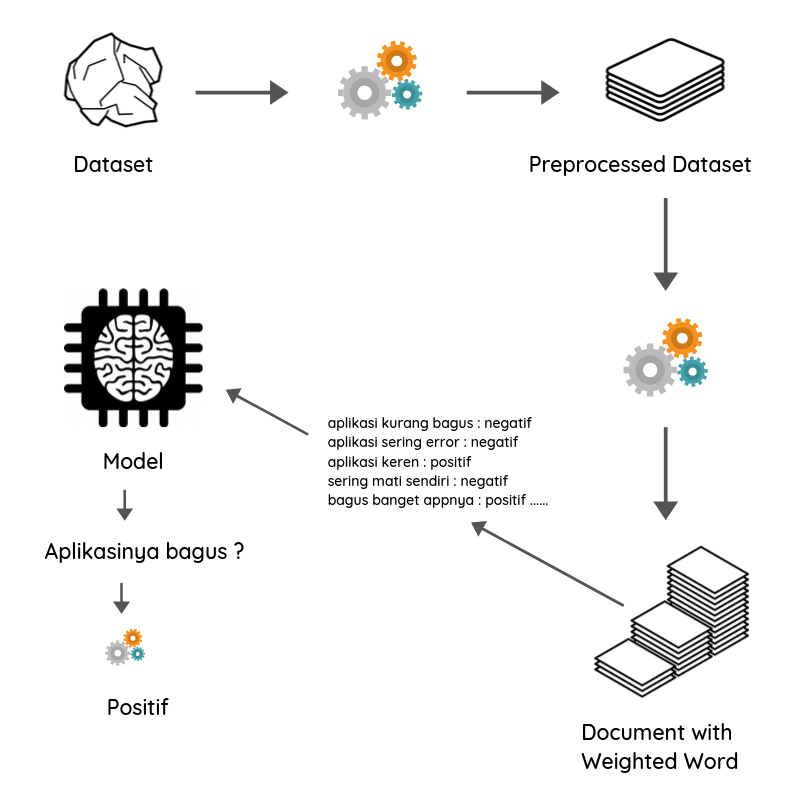 Dataset
Preprocessed Dataset
aplikasi kurang bagus : negatif
aplikasi sering error : negatif
aplikasi keren : positif
sering mati sendiri : negatif
bagus banget appnya : positif ......
Model
Aplikasinya bagus ?
Positif
Document with
Weighted Word